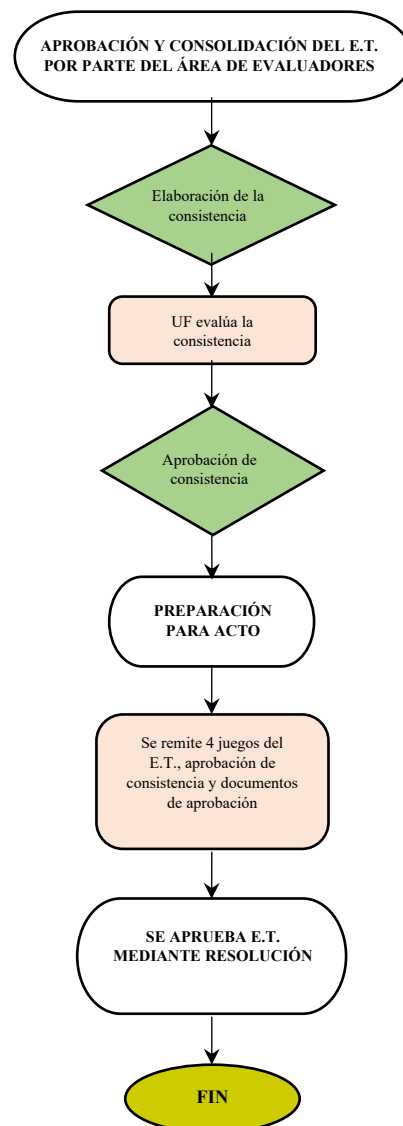 APROBACIÓN Y CONSOLIDACIÓN DEL E.T.
POR PARTE DEL ÁREA DE EVALUADORES
Elaboración de la
consistencia
UF evalúa la
consistencia
Aprobación de
consistencia
PREPARACIÓN
PARA ACTO
Se remite 4 juegos del
E.T., aprobación de
consistencia y documentos
de aprobación
SE APRUEBA E.T.
MEDIANTE RESOLUCIÓN
FIN